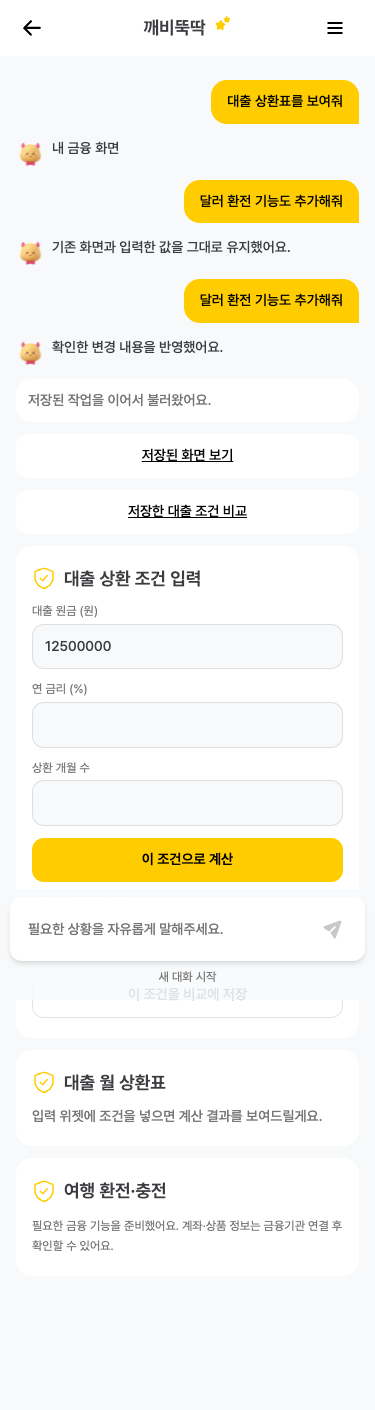 깨비뚝딱
대출 상환표를 보여줘
내 금융 화면
달러 환전 기능도 추가해줘
기존 화면과 입력한 값을 그대로 유지했어요.
달러 환전 기능도 추가해줘
확인한 변경 내용을 반영했어요.
저장된 작업을 이어서 불러왔어요.
저장된 화면 보기
저장한 대출 조건 비교
대출 상환 조건 입력
대출 원금 (원)
12500000
연 금리 (%)
상환 개월 수
이 조건으로 계산
필요한 상황을 자유롭게 말해주세요.
새 대화 시작
이 조건을 비교에 저장
대출 월 상환표
입력 위젯에 조건을 넣으면 계산 결과를 보여드릴게요.
여행 환전·충전
필요한 금융 기능을 준비했어요. 계좌·상품 정보는 금융기관 연결 후
확인할 수 있어요.